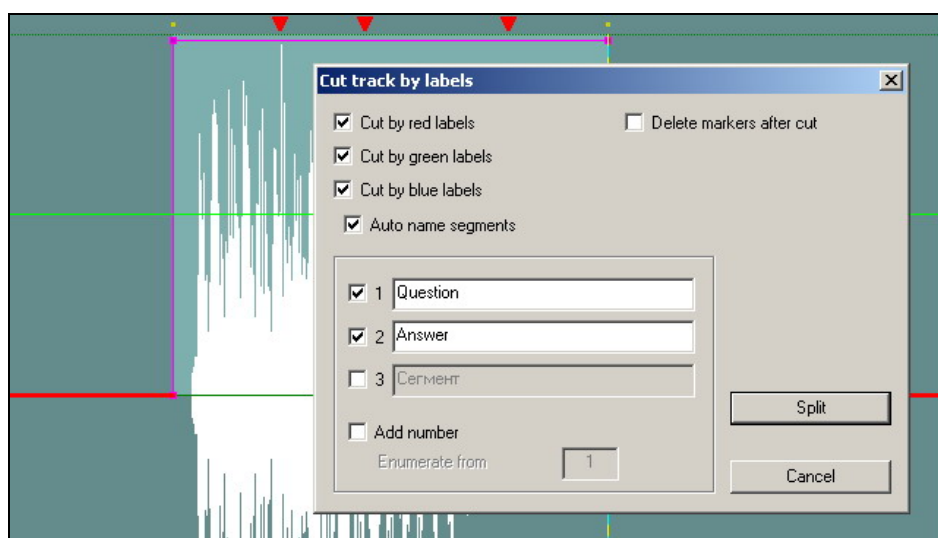 Cut track by labels
Cut by red labels
Delete markers after cut
Cut by green labels
Cut by blue labels
Auto name segments
1 Question
2 Answer
3 Сегмент
Add number
Enumerate from 1
Split
Cancel